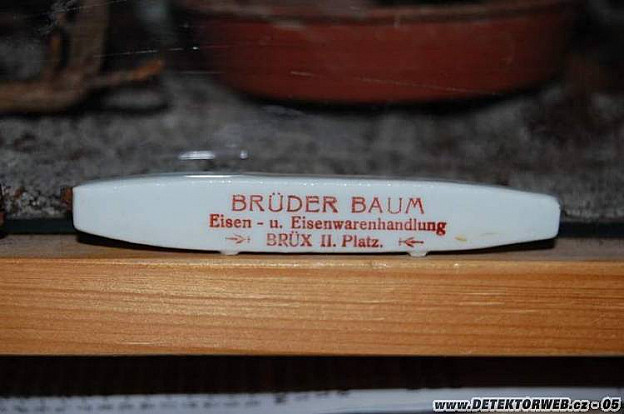 BRÜDER BAUM
Eisen - u. Eisenwarenhandlung
BRÜX II. Platz.
www.DETEKTORWEB.cz - 05